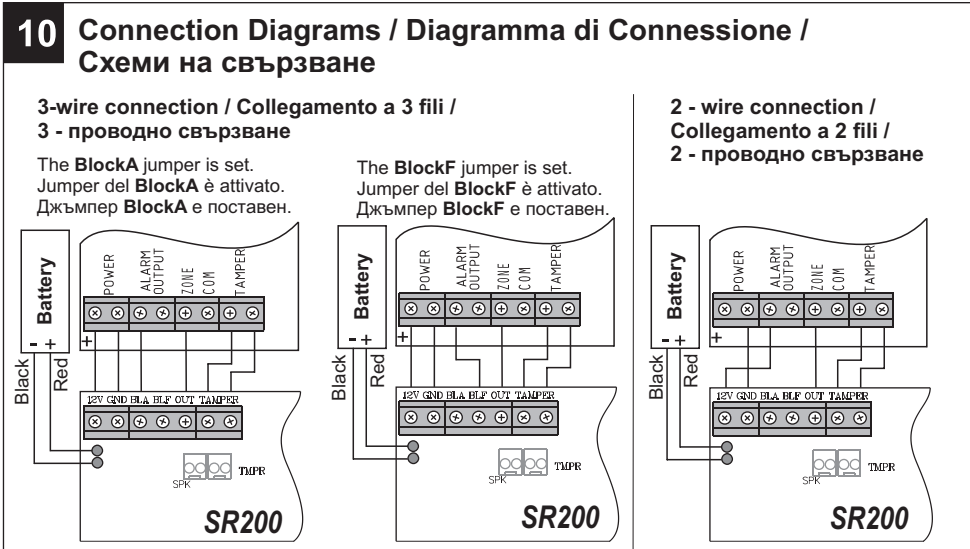 10 Connection Diagrams / Diagramma di Connessione /
Схеми на свързване
3-wire connection / Collegamento a 3 fili /
3 - проводно свързване
The BlockA jumper is set.
Jumper del BlockA è attivato.
Джъмпер BlockA е поставен.
Battery
- +
Black
Red
POWER
ALARM
OUTPUT
ZONE
COM
TAMPER
+
12V GND BLA BLF OUT TAMPER
SPK
TMPR
SR200
The BlockF jumper is set.
Jumper del BlockF è attivato.
Джъмпер BlockF е поставен.
Battery
- +
Black
Red
POWER
ALARM
OUTPUT
ZONE
COM
TAMPER
+
12V GND BLA BLF OUT TAMPER
SPK
TMPR
SR200
2 - wire connection /
Collegamento a 2 fili /
2 - проводно свързване
Battery
- +
Black
Red
POWER
ALARM
OUTPUT
ZONE
COM
TAMPER
+
12V GND BLA BLF OUT TAMPER
SPK
TMPR
SR200